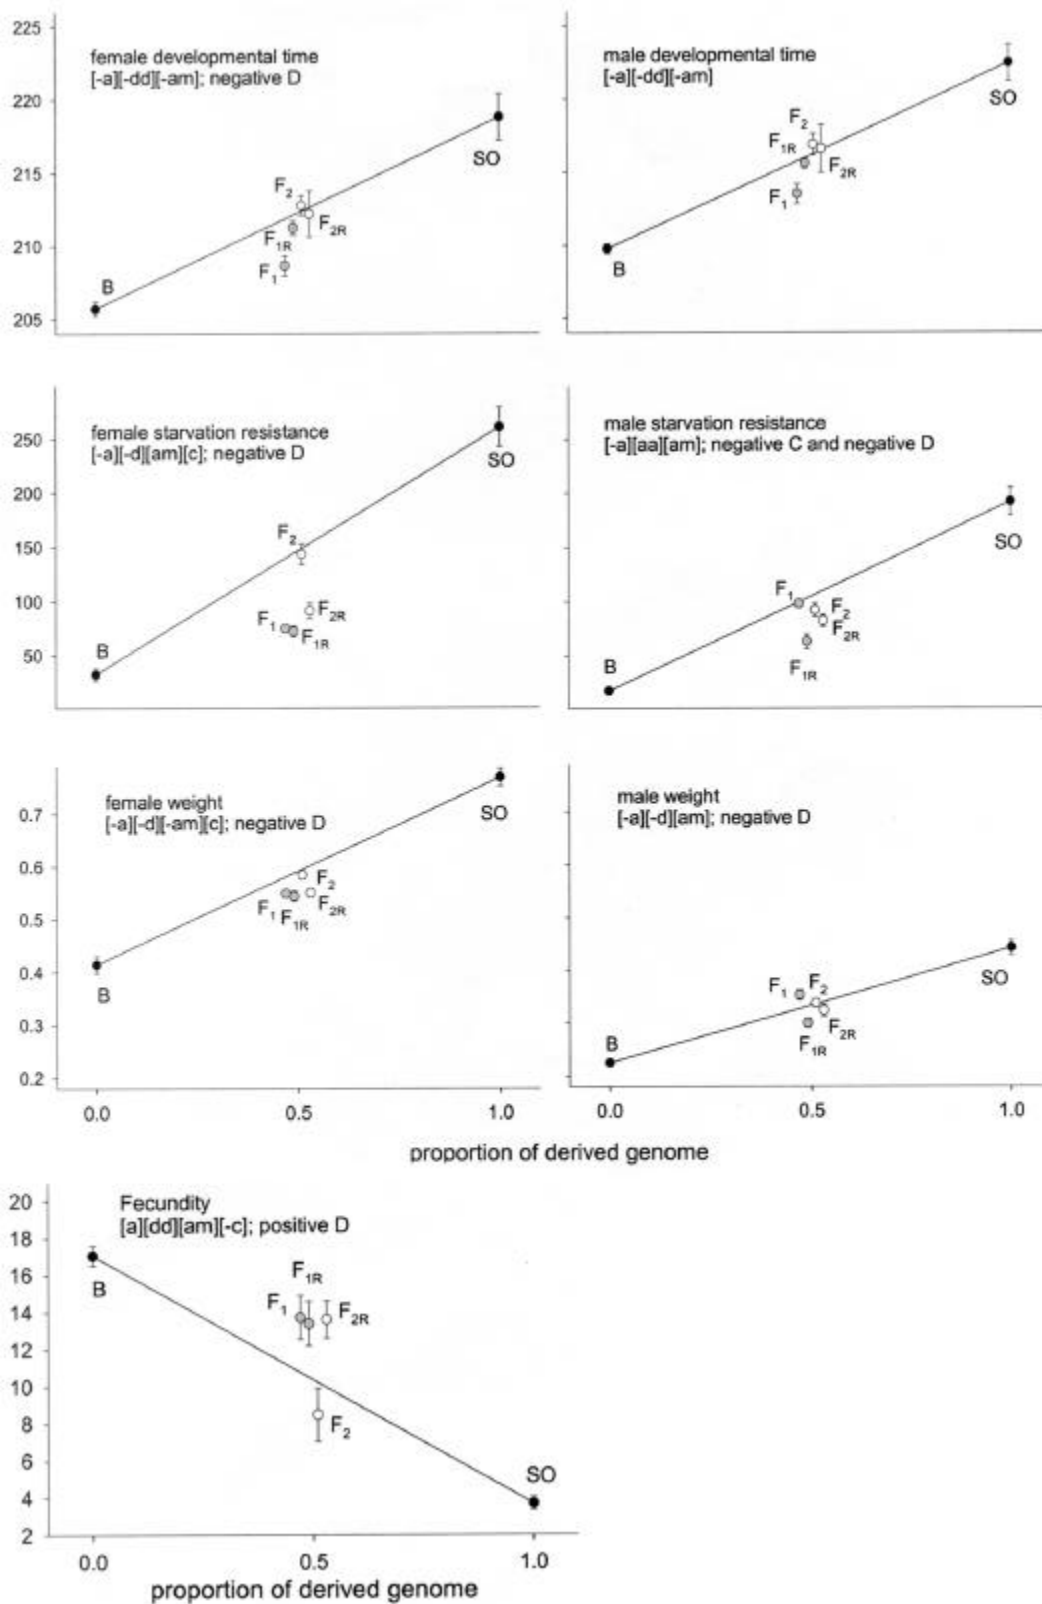 female developmental time
[-a][-dd][-am]; negative D
225
220
215
210
205
B
F2
F1R
F2R
F1
SO
male developmental time
[-a][-dd][-am]
B
F2
F1R
F2R
F1
SO
female starvation resistance
[-a][-d][am][c]; negative D
250
200
150
100
50
B
F2
F2R
F1
F1R
SO
male starvation resistance
[-a][aa][am]; negative C and negative D
B
F1
F2
F2R
F1R
SO
female weight
[-a][-d][-am][c]; negative D
0.7
0.6
0.5
0.4
0.3
0.2
B
F2
F1
F1R
F2R
SO
0.0 0.5 1.0
male weight
[-a][-d][am]; negative D
B
F1
F2
F2R
F1R
SO
0.0 0.5 1.0
proportion of derived genome
Fecundity
[a][dd][am][-c]; positive D
20
18
16
14
12
10
8
6
4
2
B
F1R
F1
F2R
F2
SO
0.0 0.5 1.0
proportion of derived genome